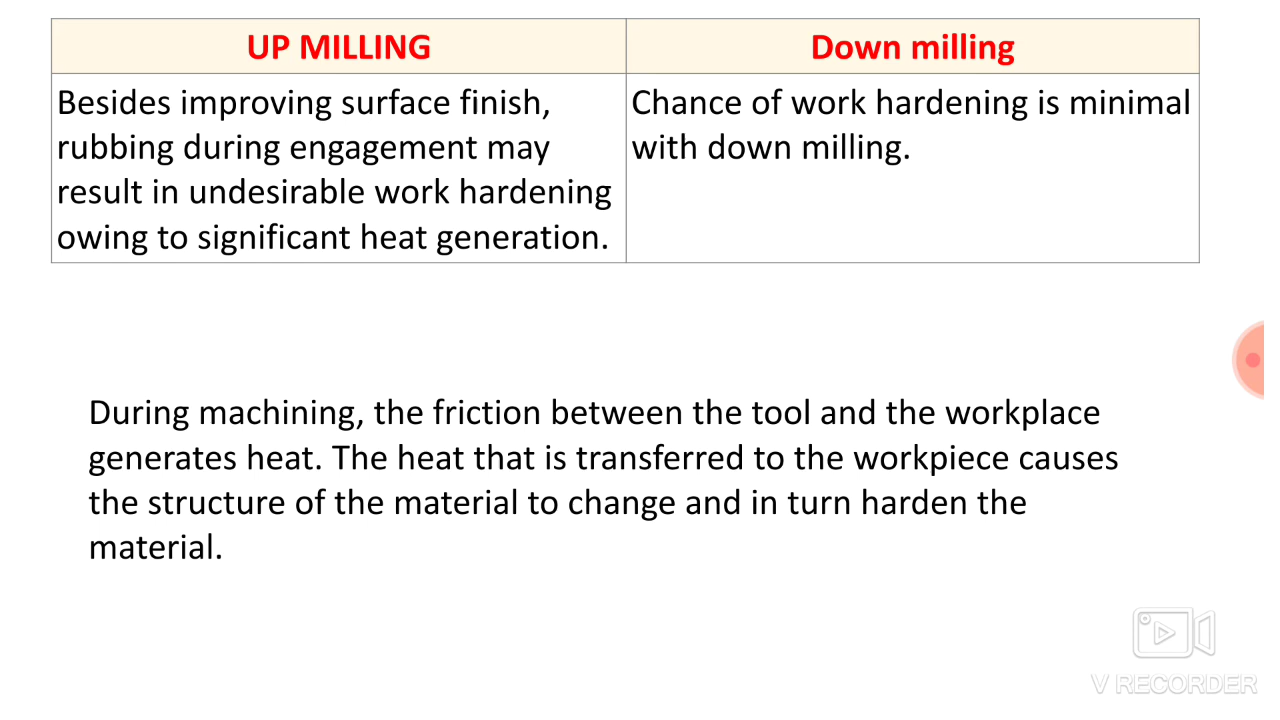 UP MILLING
Down milling
Besides improving surface finish,
rubbing during engagement may
result in undesirable work hardening
owing to significant heat generation.
Chance of work hardening is minimal
with down milling.
During machining, the friction between the tool and the workplace
generates heat. The heat that is transferred to the workpiece causes
the structure of the material to change and in turn harden the
material.
V RECORDER